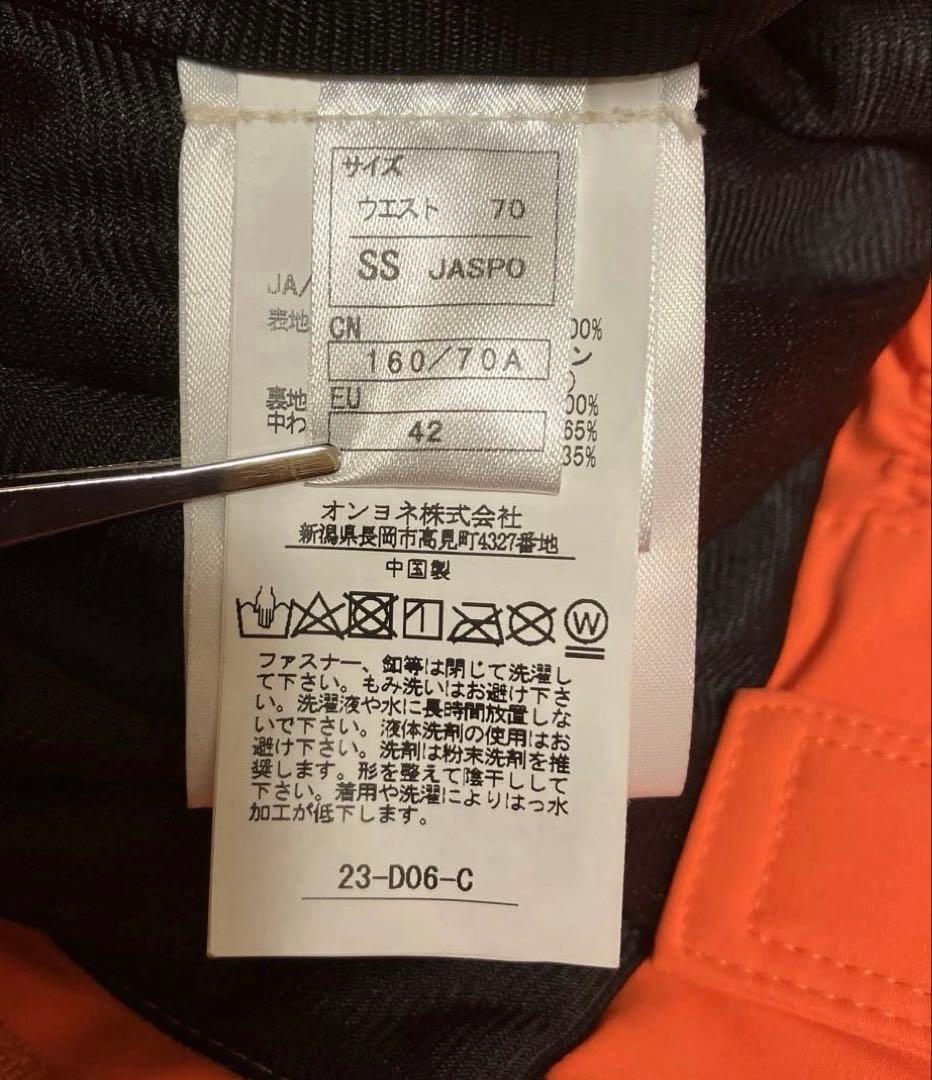 サイズ
ウエスト 70
SS JASPO
CN
160/70A
EU
42
JA/
表地
00%
ン
)
裏地
00%
中わ
65%
35%
オンヨネ株式会社
新潟県長岡市高見町4327番地
中国製
W
ファスナー、釦等は閉じて洗濯し
て下さい。もみ洗いはお避け下さ
い。洗濯液や水に長時間放置しな
いで下さい。液体洗剤の使用はお
避け下さい。洗剤は粉末洗剤を推
奨します。形を整えて陰干しして
下さい。着用や洗濯によりはっ水
加工が低下します。
23-D06-C